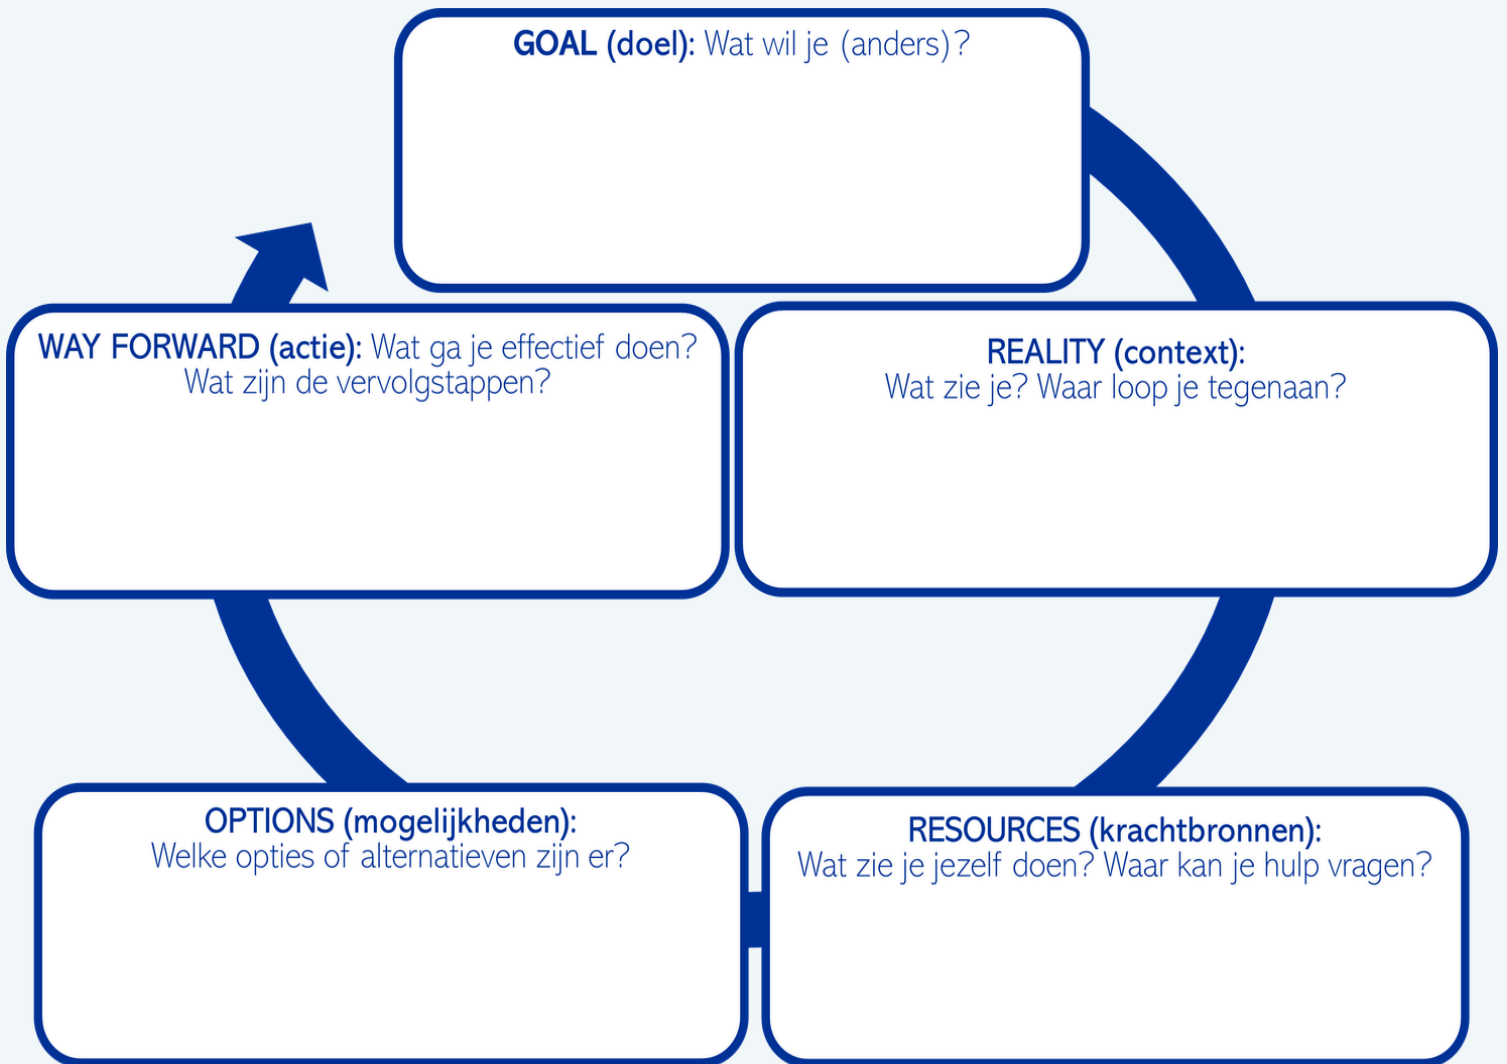 GOAL (doel): Wat wil je (anders)?
REALITY (context):
Wat zie je? Waar loop je tegenaan?
RESOURCES (krachtbronnen):
Wat zie je jezelf doen? Waar kan je hulp vragen?
OPTIONS (mogelijkheden):
Welke opties of alternatieven zijn er?
WAY FORWARD (actie): Wat ga je effectief doen?
Wat zijn de vervolgstappen?